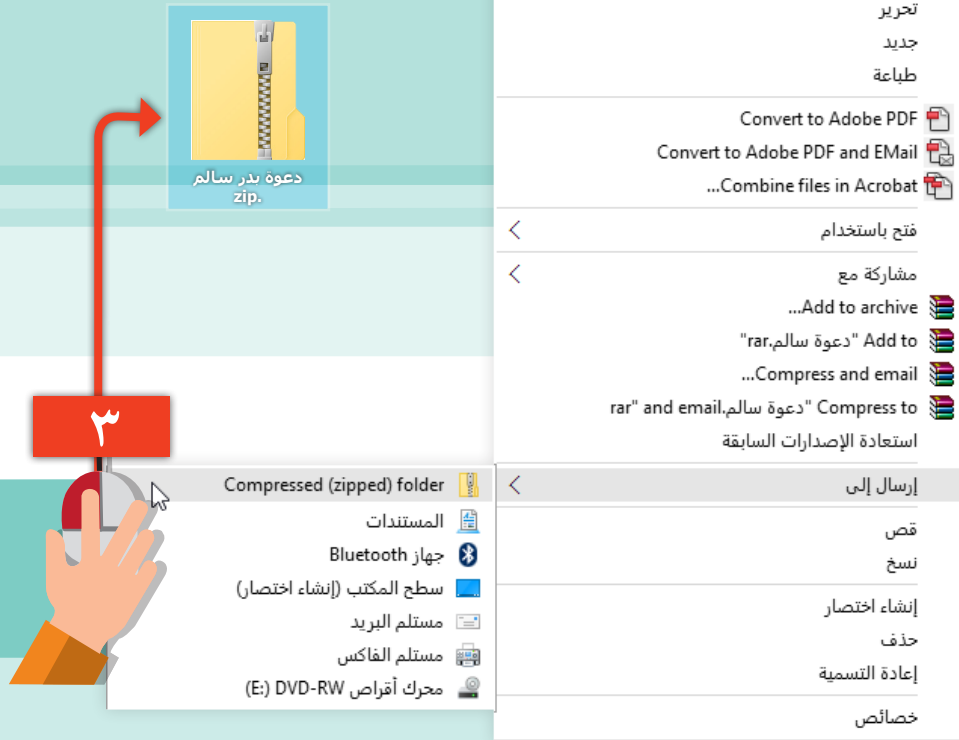 دعوة بدر سالم
.zip
٣
تحرير
جديد
طباعة
Convert to Adobe PDF
Convert to Adobe PDF and EMail
Combine files in Acrobat...
فتح باستخدام
مشاركة مع
Add to archive...
Add to "دعوة سالم.rar"
Compress and email...
Compress to "دعوة سالم.rar" and email
استعادة الإصدارات السابقة
إرسال إلى
قص
نسخ
إنشاء اختصار
حذف
إعادة التسمية
خصائص
Compressed (zipped) folder
المستندات
جهاز Bluetooth
سطح المكتب (إنشاء اختصار)
مستلم البريد
مستلم الفاكس
محرك أقراص DVD-RW (E:)